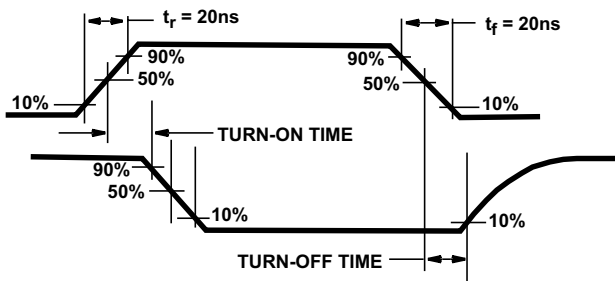 tr = 20ns
tf = 20ns
90%
50%
10%
90%
50%
10%
TURN-ON TIME
90%
50%
10%
10%
TURN-OFF TIME